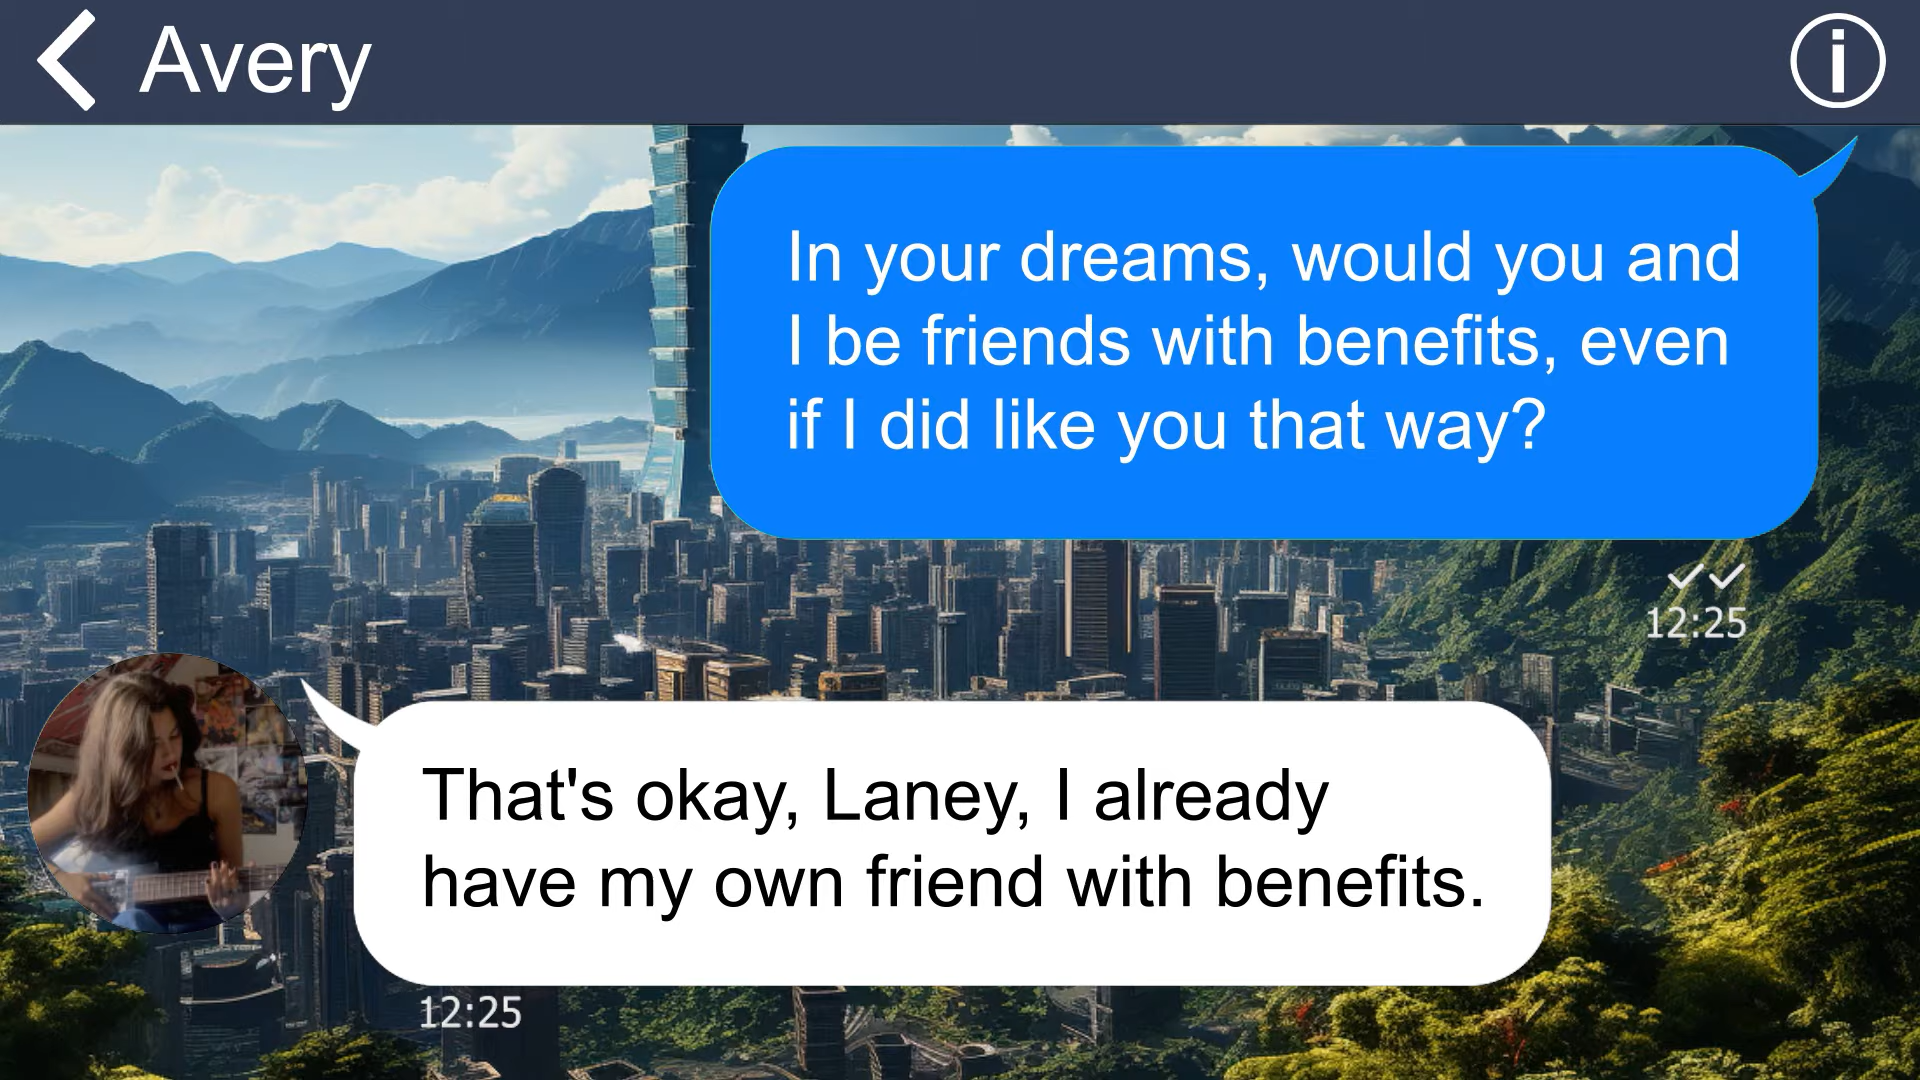 Avery
In your dreams, would you and
I be friends with benefits, even
if I did like you that way?
12:25
That's okay, Laney, I already
have my own friend with benefits.
12:25